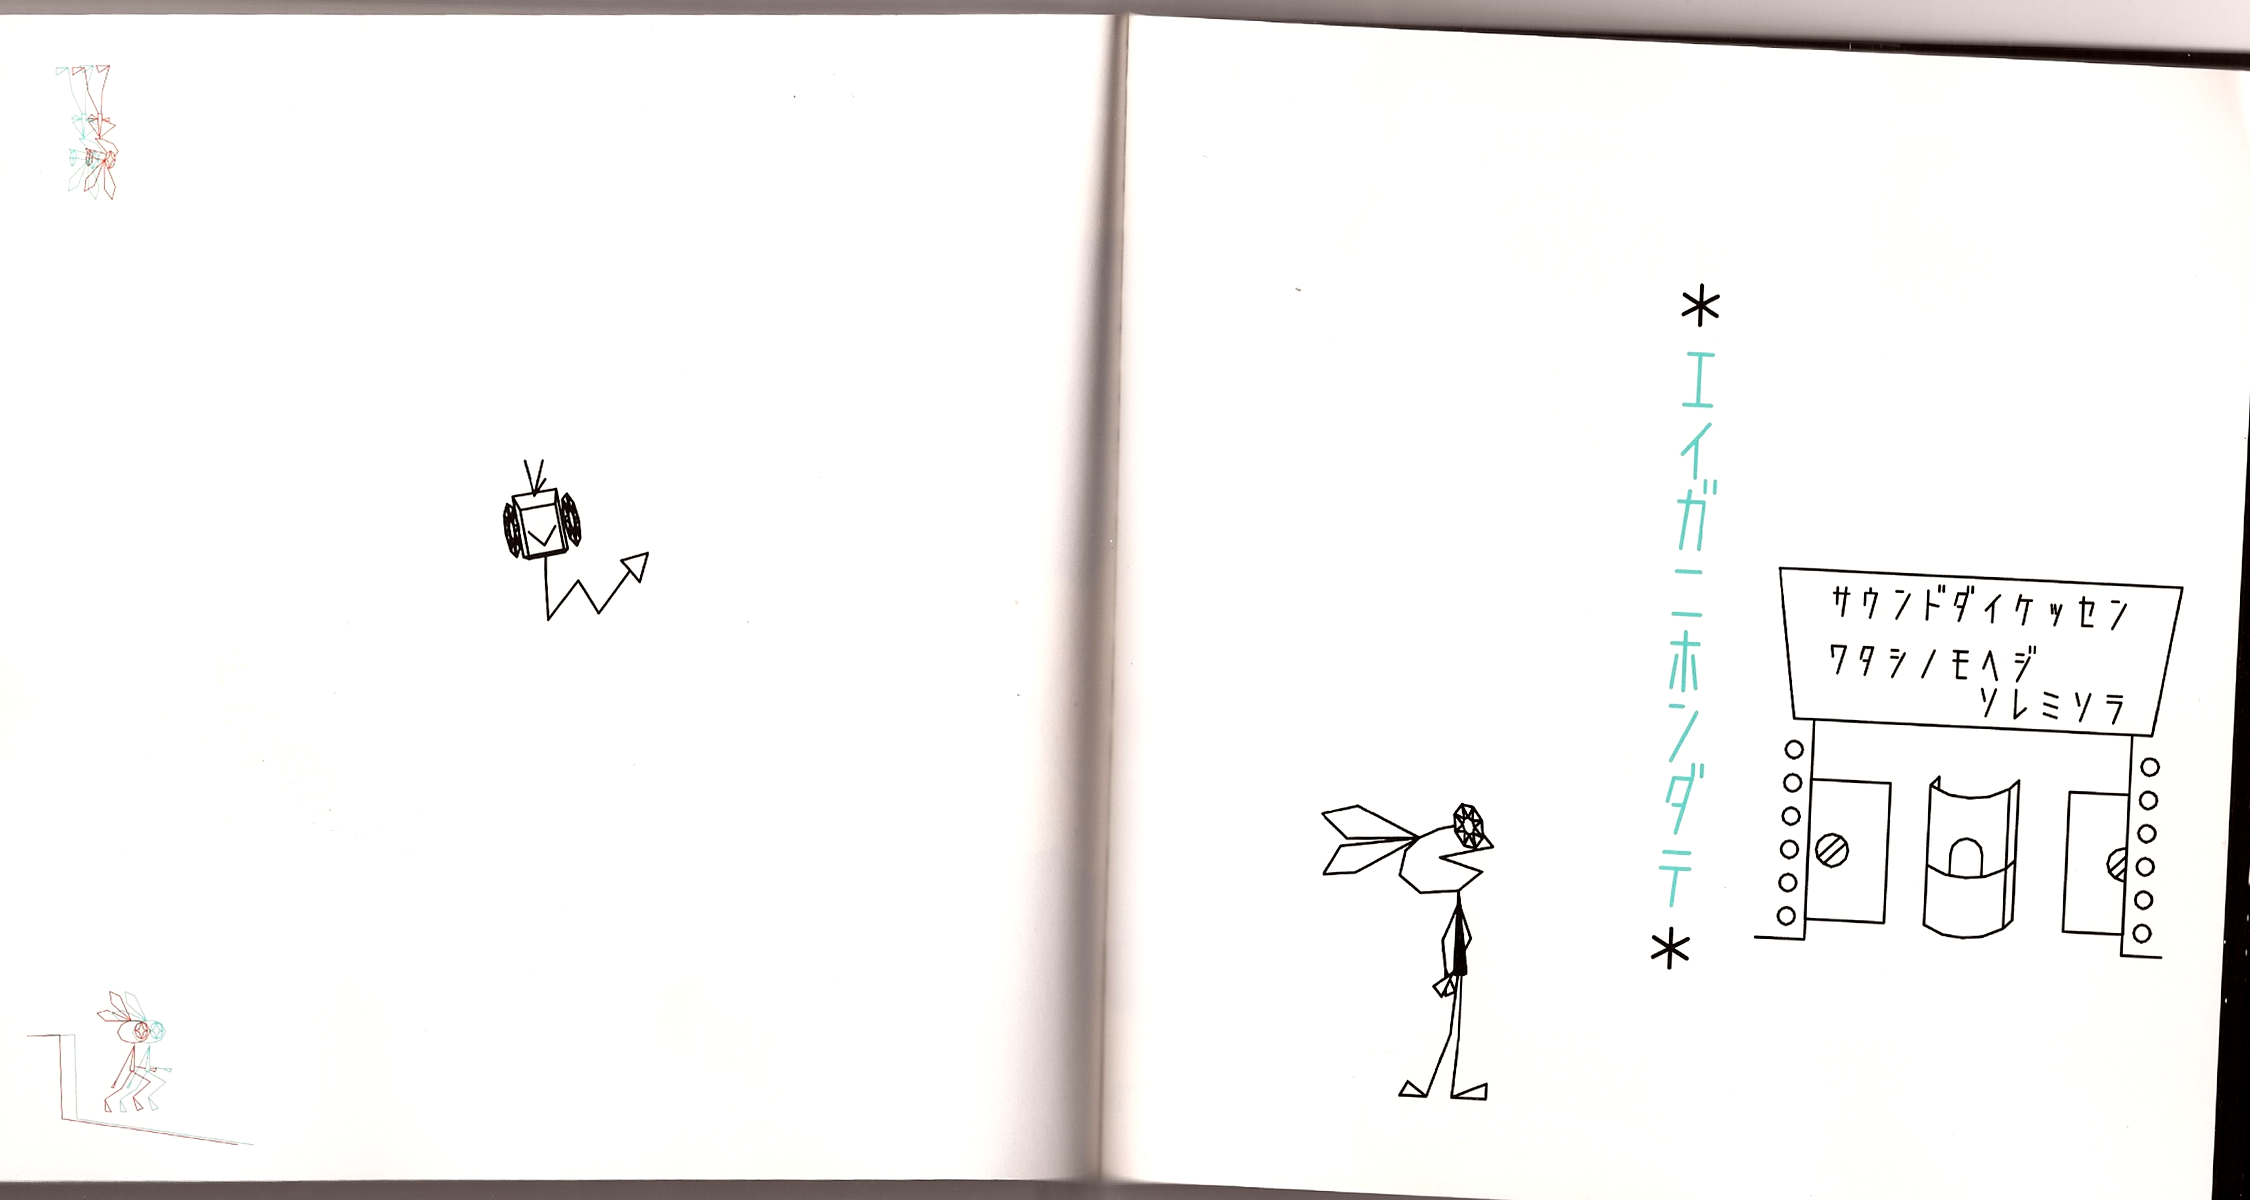 *エイガニホンダテ*
サウンドダイケッセン
ワタシノモヘジ
ソレミソラ